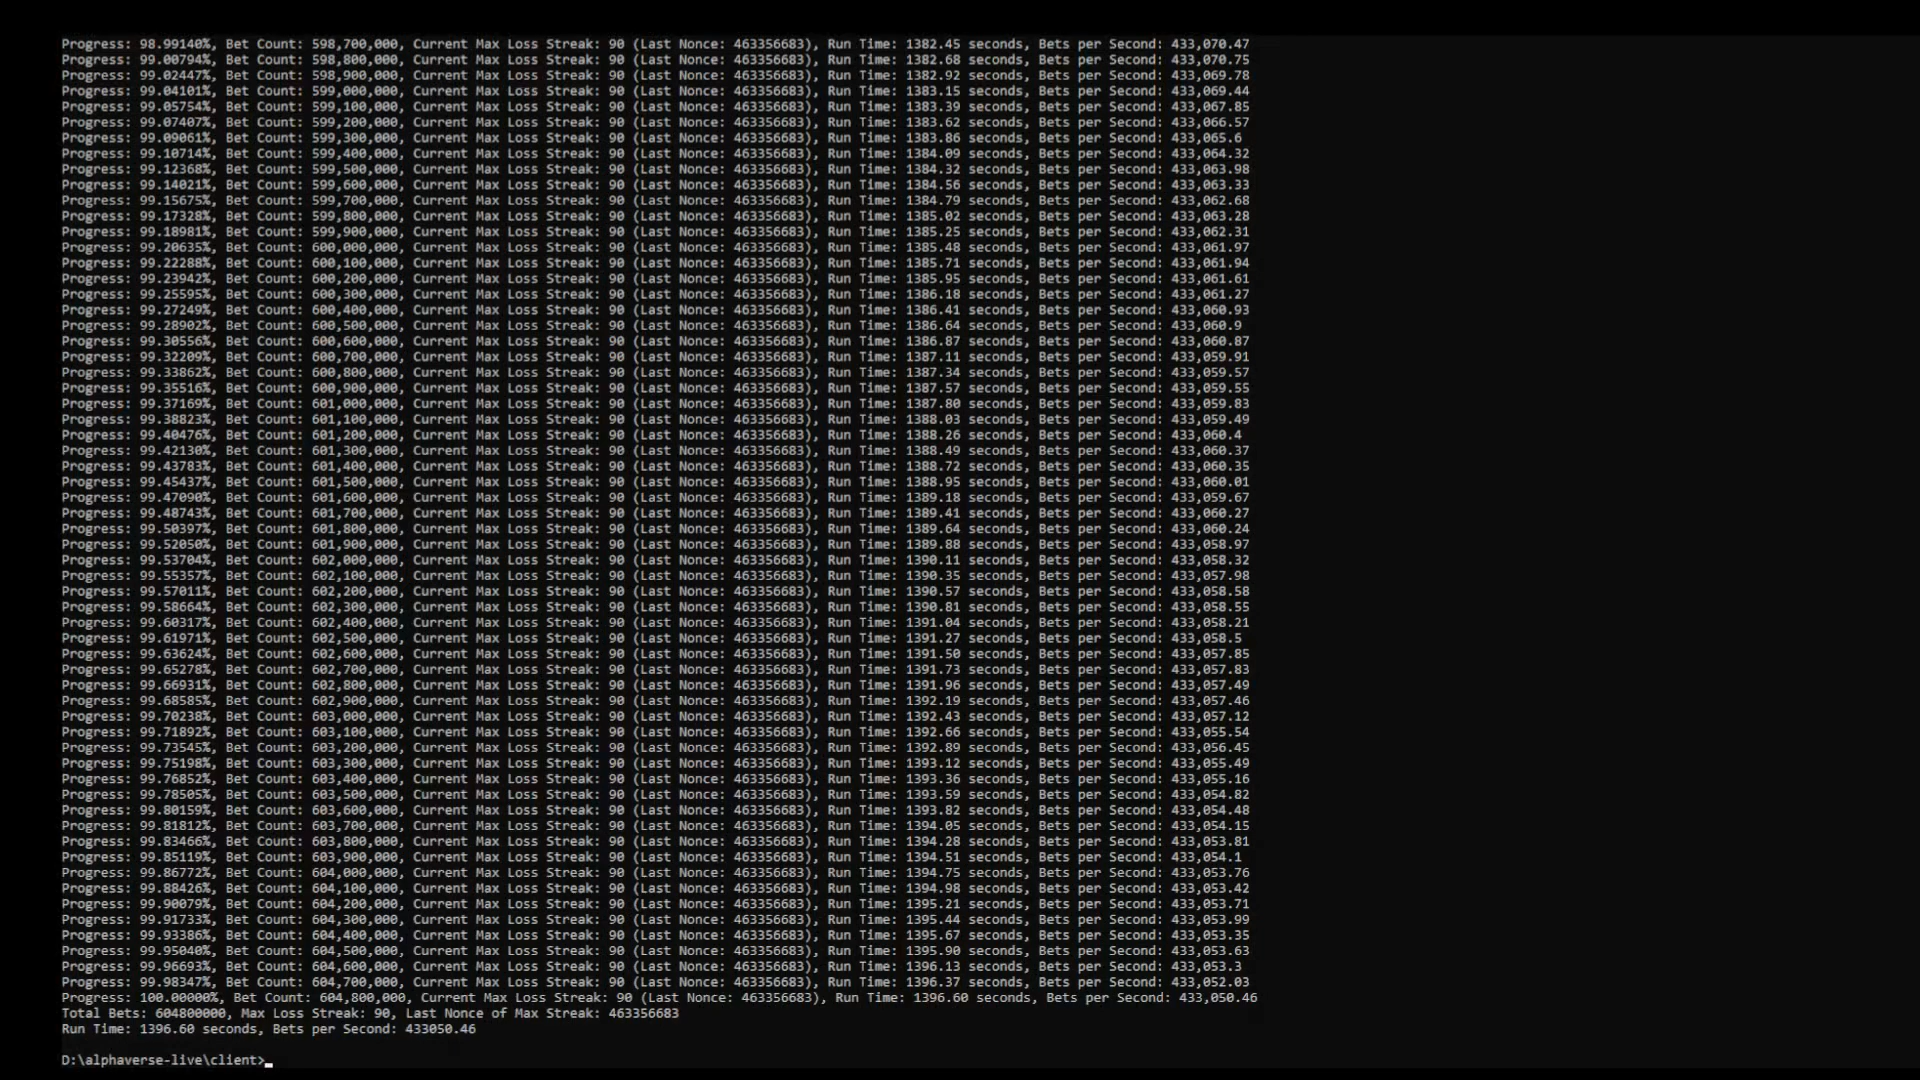 Progress: 98.99140%, Bet Count: 598,700,000, Current Max Loss Streak: 90 (Last Nonce: 463356683), Run Time: 1382.45 seconds, Bets per Second: 433,070.47
Progress: 99.00794%, Bet Count: 598,800,000, Current Max Loss Streak: 90 (Last Nonce: 463356683), Run Time: 1382.68 seconds, Bets per Second: 433,070.75
Progress: 99.02447%, Bet Count: 598,900,000, Current Max Loss Streak: 90 (Last Nonce: 463356683), Run Time: 1382.92 seconds, Bets per Second: 433,069.78
Progress: 99.04101%, Bet Count: 599,000,000, Current Max Loss Streak: 90 (Last Nonce: 463356683), Run Time: 1383.15 seconds, Bets per Second: 433,069.44
Progress: 99.05754%, Bet Count: 599,100,000, Current Max Loss Streak: 90 (Last Nonce: 463356683), Run Time: 1383.39 seconds, Bets per Second: 433,067.85
Progress: 99.07407%, Bet Count: 599,200,000, Current Max Loss Streak: 90 (Last Nonce: 463356683), Run Time: 1383.62 seconds, Bets per Second: 433,066.57
Progress: 99.09061%, Bet Count: 599,300,000, Current Max Loss Streak: 90 (Last Nonce: 463356683), Run Time: 1383.86 seconds, Bets per Second: 433,065.6
Progress: 99.10714%, Bet Count: 599,400,000, Current Max Loss Streak: 90 (Last Nonce: 463356683), Run Time: 1384.09 seconds, Bets per Second: 433,064.32
Progress: 99.12368%, Bet Count: 599,500,000, Current Max Loss Streak: 90 (Last Nonce: 463356683), Run Time: 1384.32 seconds, Bets per Second: 433,063.98
Progress: 99.14021%, Bet Count: 599,600,000, Current Max Loss Streak: 90 (Last Nonce: 463356683), Run Time: 1384.56 seconds, Bets per Second: 433,063.33
Progress: 99.15675%, Bet Count: 599,700,000, Current Max Loss Streak: 90 (Last Nonce: 463356683), Run Time: 1384.79 seconds, Bets per Second: 433,062.68
Progress: 99.17328%, Bet Count: 599,800,000, Current Max Loss Streak: 90 (Last Nonce: 463356683), Run Time: 1385.02 seconds, Bets per Second: 433,063.28
Progress: 99.18981%, Bet Count: 599,900,000, Current Max Loss Streak: 90 (Last Nonce: 463356683), Run Time: 1385.25 seconds, Bets per Second: 433,062.31
Progress: 99.20635%, Bet Count: 600,000,000, Current Max Loss Streak: 90 (Last Nonce: 463356683), Run Time: 1385.48 seconds, Bets per Second: 433,061.97
Progress: 99.22288%, Bet Count: 600,100,000, Current Max Loss Streak: 90 (Last Nonce: 463356683), Run Time: 1385.71 seconds, Bets per Second: 433,061.94
Progress: 99.23942%, Bet Count: 600,200,000, Current Max Loss Streak: 90 (Last Nonce: 463356683), Run Time: 1385.95 seconds, Bets per Second: 433,061.61
Progress: 99.25595%, Bet Count: 600,300,000, Current Max Loss Streak: 90 (Last Nonce: 463356683), Run Time: 1386.18 seconds, Bets per Second: 433,061.27
Progress: 99.27249%, Bet Count: 600,400,000, Current Max Loss Streak: 90 (Last Nonce: 463356683), Run Time: 1386.41 seconds, Bets per Second: 433,060.93
Progress: 99.28902%, Bet Count: 600,500,000, Current Max Loss Streak: 90 (Last Nonce: 463356683), Run Time: 1386.64 seconds, Bets per Second: 433,060.9
Progress: 99.30556%, Bet Count: 600,600,000, Current Max Loss Streak: 90 (Last Nonce: 463356683), Run Time: 1386.87 seconds, Bets per Second: 433,060.87
Progress: 99.32209%, Bet Count: 600,700,000, Current Max Loss Streak: 90 (Last Nonce: 463356683), Run Time: 1387.11 seconds, Bets per Second: 433,059.91
Progress: 99.33862%, Bet Count: 600,800,000, Current Max Loss Streak: 90 (Last Nonce: 463356683), Run Time: 1387.34 seconds, Bets per Second: 433,059.57
Progress: 99.35516%, Bet Count: 600,900,000, Current Max Loss Streak: 90 (Last Nonce: 463356683), Run Time: 1387.57 seconds, Bets per Second: 433,059.55
Progress: 99.37169%, Bet Count: 601,000,000, Current Max Loss Streak: 90 (Last Nonce: 463356683), Run Time: 1387.80 seconds, Bets per Second: 433,059.83
Progress: 99.38823%, Bet Count: 601,100,000, Current Max Loss Streak: 90 (Last Nonce: 463356683), Run Time: 1388.03 seconds, Bets per Second: 433,059.49
Progress: 99.40476%, Bet Count: 601,200,000, Current Max Loss Streak: 90 (Last Nonce: 463356683), Run Time: 1388.26 seconds, Bets per Second: 433,060.4
Progress: 99.42130%, Bet Count: 601,300,000, Current Max Loss Streak: 90 (Last Nonce: 463356683), Run Time: 1388.49 seconds, Bets per Second: 433,060.37
Progress: 99.43783%, Bet Count: 601,400,000, Current Max Loss Streak: 90 (Last Nonce: 463356683), Run Time: 1388.72 seconds, Bets per Second: 433,060.35
Progress: 99.45437%, Bet Count: 601,500,000, Current Max Loss Streak: 90 (Last Nonce: 463356683), Run Time: 1388.95 seconds, Bets per Second: 433,060.01
Progress: 99.47090%, Bet Count: 601,600,000, Current Max Loss Streak: 90 (Last Nonce: 463356683), Run Time: 1389.18 seconds, Bets per Second: 433,059.67
Progress: 99.48743%, Bet Count: 601,700,000, Current Max Loss Streak: 90 (Last Nonce: 463356683), Run Time: 1389.41 seconds, Bets per Second: 433,060.27
Progress: 99.50397%, Bet Count: 601,800,000, Current Max Loss Streak: 90 (Last Nonce: 463356683), Run Time: 1389.64 seconds, Bets per Second: 433,060.24
Progress: 99.52050%, Bet Count: 601,900,000, Current Max Loss Streak: 90 (Last Nonce: 463356683), Run Time: 1389.88 seconds, Bets per Second: 433,058.97
Progress: 99.53704%, Bet Count: 602,000,000, Current Max Loss Streak: 90 (Last Nonce: 463356683), Run Time: 1390.11 seconds, Bets per Second: 433,058.32
Progress: 99.55357%, Bet Count: 602,100,000, Current Max Loss Streak: 90 (Last Nonce: 463356683), Run Time: 1390.35 seconds, Bets per Second: 433,057.98
Progress: 99.57011%, Bet Count: 602,200,000, Current Max Loss Streak: 90 (Last Nonce: 463356683), Run Time: 1390.57 seconds, Bets per Second: 433,058.58
Progress: 99.58664%, Bet Count: 602,300,000, Current Max Loss Streak: 90 (Last Nonce: 463356683), Run Time: 1390.81 seconds, Bets per Second: 433,058.55
Progress: 99.60317%, Bet Count: 602,400,000, Current Max Loss Streak: 90 (Last Nonce: 463356683), Run Time: 1391.04 seconds, Bets per Second: 433,058.21
Progress: 99.61971%, Bet Count: 602,500,000, Current Max Loss Streak: 90 (Last Nonce: 463356683), Run Time: 1391.27 seconds, Bets per Second: 433,058.5
Progress: 99.63624%, Bet Count: 602,600,000, Current Max Loss Streak: 90 (Last Nonce: 463356683), Run Time: 1391.50 seconds, Bets per Second: 433,057.85
Progress: 99.65278%, Bet Count: 602,700,000, Current Max Loss Streak: 90 (Last Nonce: 463356683), Run Time: 1391.73 seconds, Bets per Second: 433,057.83
Progress: 99.66931%, Bet Count: 602,800,000, Current Max Loss Streak: 90 (Last Nonce: 463356683), Run Time: 1391.96 seconds, Bets per Second: 433,057.49
Progress: 99.68585%, Bet Count: 602,900,000, Current Max Loss Streak: 90 (Last Nonce: 463356683), Run Time: 1392.19 seconds, Bets per Second: 433,057.46
Progress: 99.70238%, Bet Count: 603,000,000, Current Max Loss Streak: 90 (Last Nonce: 463356683), Run Time: 1392.43 seconds, Bets per Second: 433,057.12
Progress: 99.71892%, Bet Count: 603,100,000, Current Max Loss Streak: 90 (Last Nonce: 463356683), Run Time: 1392.66 seconds, Bets per Second: 433,055.54
Progress: 99.73545%, Bet Count: 603,200,000, Current Max Loss Streak: 90 (Last Nonce: 463356683), Run Time: 1392.89 seconds, Bets per Second: 433,056.45
Progress: 99.75198%, Bet Count: 603,300,000, Current Max Loss Streak: 90 (Last Nonce: 463356683), Run Time: 1393.12 seconds, Bets per Second: 433,055.49
Progress: 99.76852%, Bet Count: 603,400,000, Current Max Loss Streak: 90 (Last Nonce: 463356683), Run Time: 1393.36 seconds, Bets per Second: 433,055.16
Progress: 99.78505%, Bet Count: 603,500,000, Current Max Loss Streak: 90 (Last Nonce: 463356683), Run Time: 1393.59 seconds, Bets per Second: 433,054.82
Progress: 99.80159%, Bet Count: 603,600,000, Current Max Loss Streak: 90 (Last Nonce: 463356683), Run Time: 1393.82 seconds, Bets per Second: 433,054.48
Progress: 99.81812%, Bet Count: 603,700,000, Current Max Loss Streak: 90 (Last Nonce: 463356683), Run Time: 1394.05 seconds, Bets per Second: 433,054.15
Progress: 99.83466%, Bet Count: 603,800,000, Current Max Loss Streak: 90 (Last Nonce: 463356683), Run Time: 1394.28 seconds, Bets per Second: 433,053.81
Progress: 99.85119%, Bet Count: 603,900,000, Current Max Loss Streak: 90 (Last Nonce: 463356683), Run Time: 1394.51 seconds, Bets per Second: 433,054.1
Progress: 99.86772%, Bet Count: 604,000,000, Current Max Loss Streak: 90 (Last Nonce: 463356683), Run Time: 1394.75 seconds, Bets per Second: 433,053.76
Progress: 99.88426%, Bet Count: 604,100,000, Current Max Loss Streak: 90 (Last Nonce: 463356683), Run Time: 1394.98 seconds, Bets per Second: 433,053.42
Progress: 99.90079%, Bet Count: 604,200,000, Current Max Loss Streak: 90 (Last Nonce: 463356683), Run Time: 1395.21 seconds, Bets per Second: 433,053.71
Progress: 99.91733%, Bet Count: 604,300,000, Current Max Loss Streak: 90 (Last Nonce: 463356683), Run Time: 1395.44 seconds, Bets per Second: 433,053.99
Progress: 99.93386%, Bet Count: 604,400,000, Current Max Loss Streak: 90 (Last Nonce: 463356683), Run Time: 1395.67 seconds, Bets per Second: 433,053.35
Progress: 99.95040%, Bet Count: 604,500,000, Current Max Loss Streak: 90 (Last Nonce: 463356683), Run Time: 1395.90 seconds, Bets per Second: 433,053.63
Progress: 99.96693%, Bet Count: 604,600,000, Current Max Loss Streak: 90 (Last Nonce: 463356683), Run Time: 1396.13 seconds, Bets per Second: 433,053.3
Progress: 99.98347%, Bet Count: 604,700,000, Current Max Loss Streak: 90 (Last Nonce: 463356683), Run Time: 1396.37 seconds, Bets per Second: 433,052.03
Progress: 100.00000%, Bet Count: 604,800,000, Current Max Loss Streak: 90 (Last Nonce: 463356683), Run Time: 1396.60 seconds, Bets per Second: 433,050.46
Total Bets: 604800000, Max Loss Streak: 90, Last Nonce of Max Streak: 463356683
Run Time: 1396.60 seconds, Bets per Second: 433050.46
D:\alphaverse-live\client>